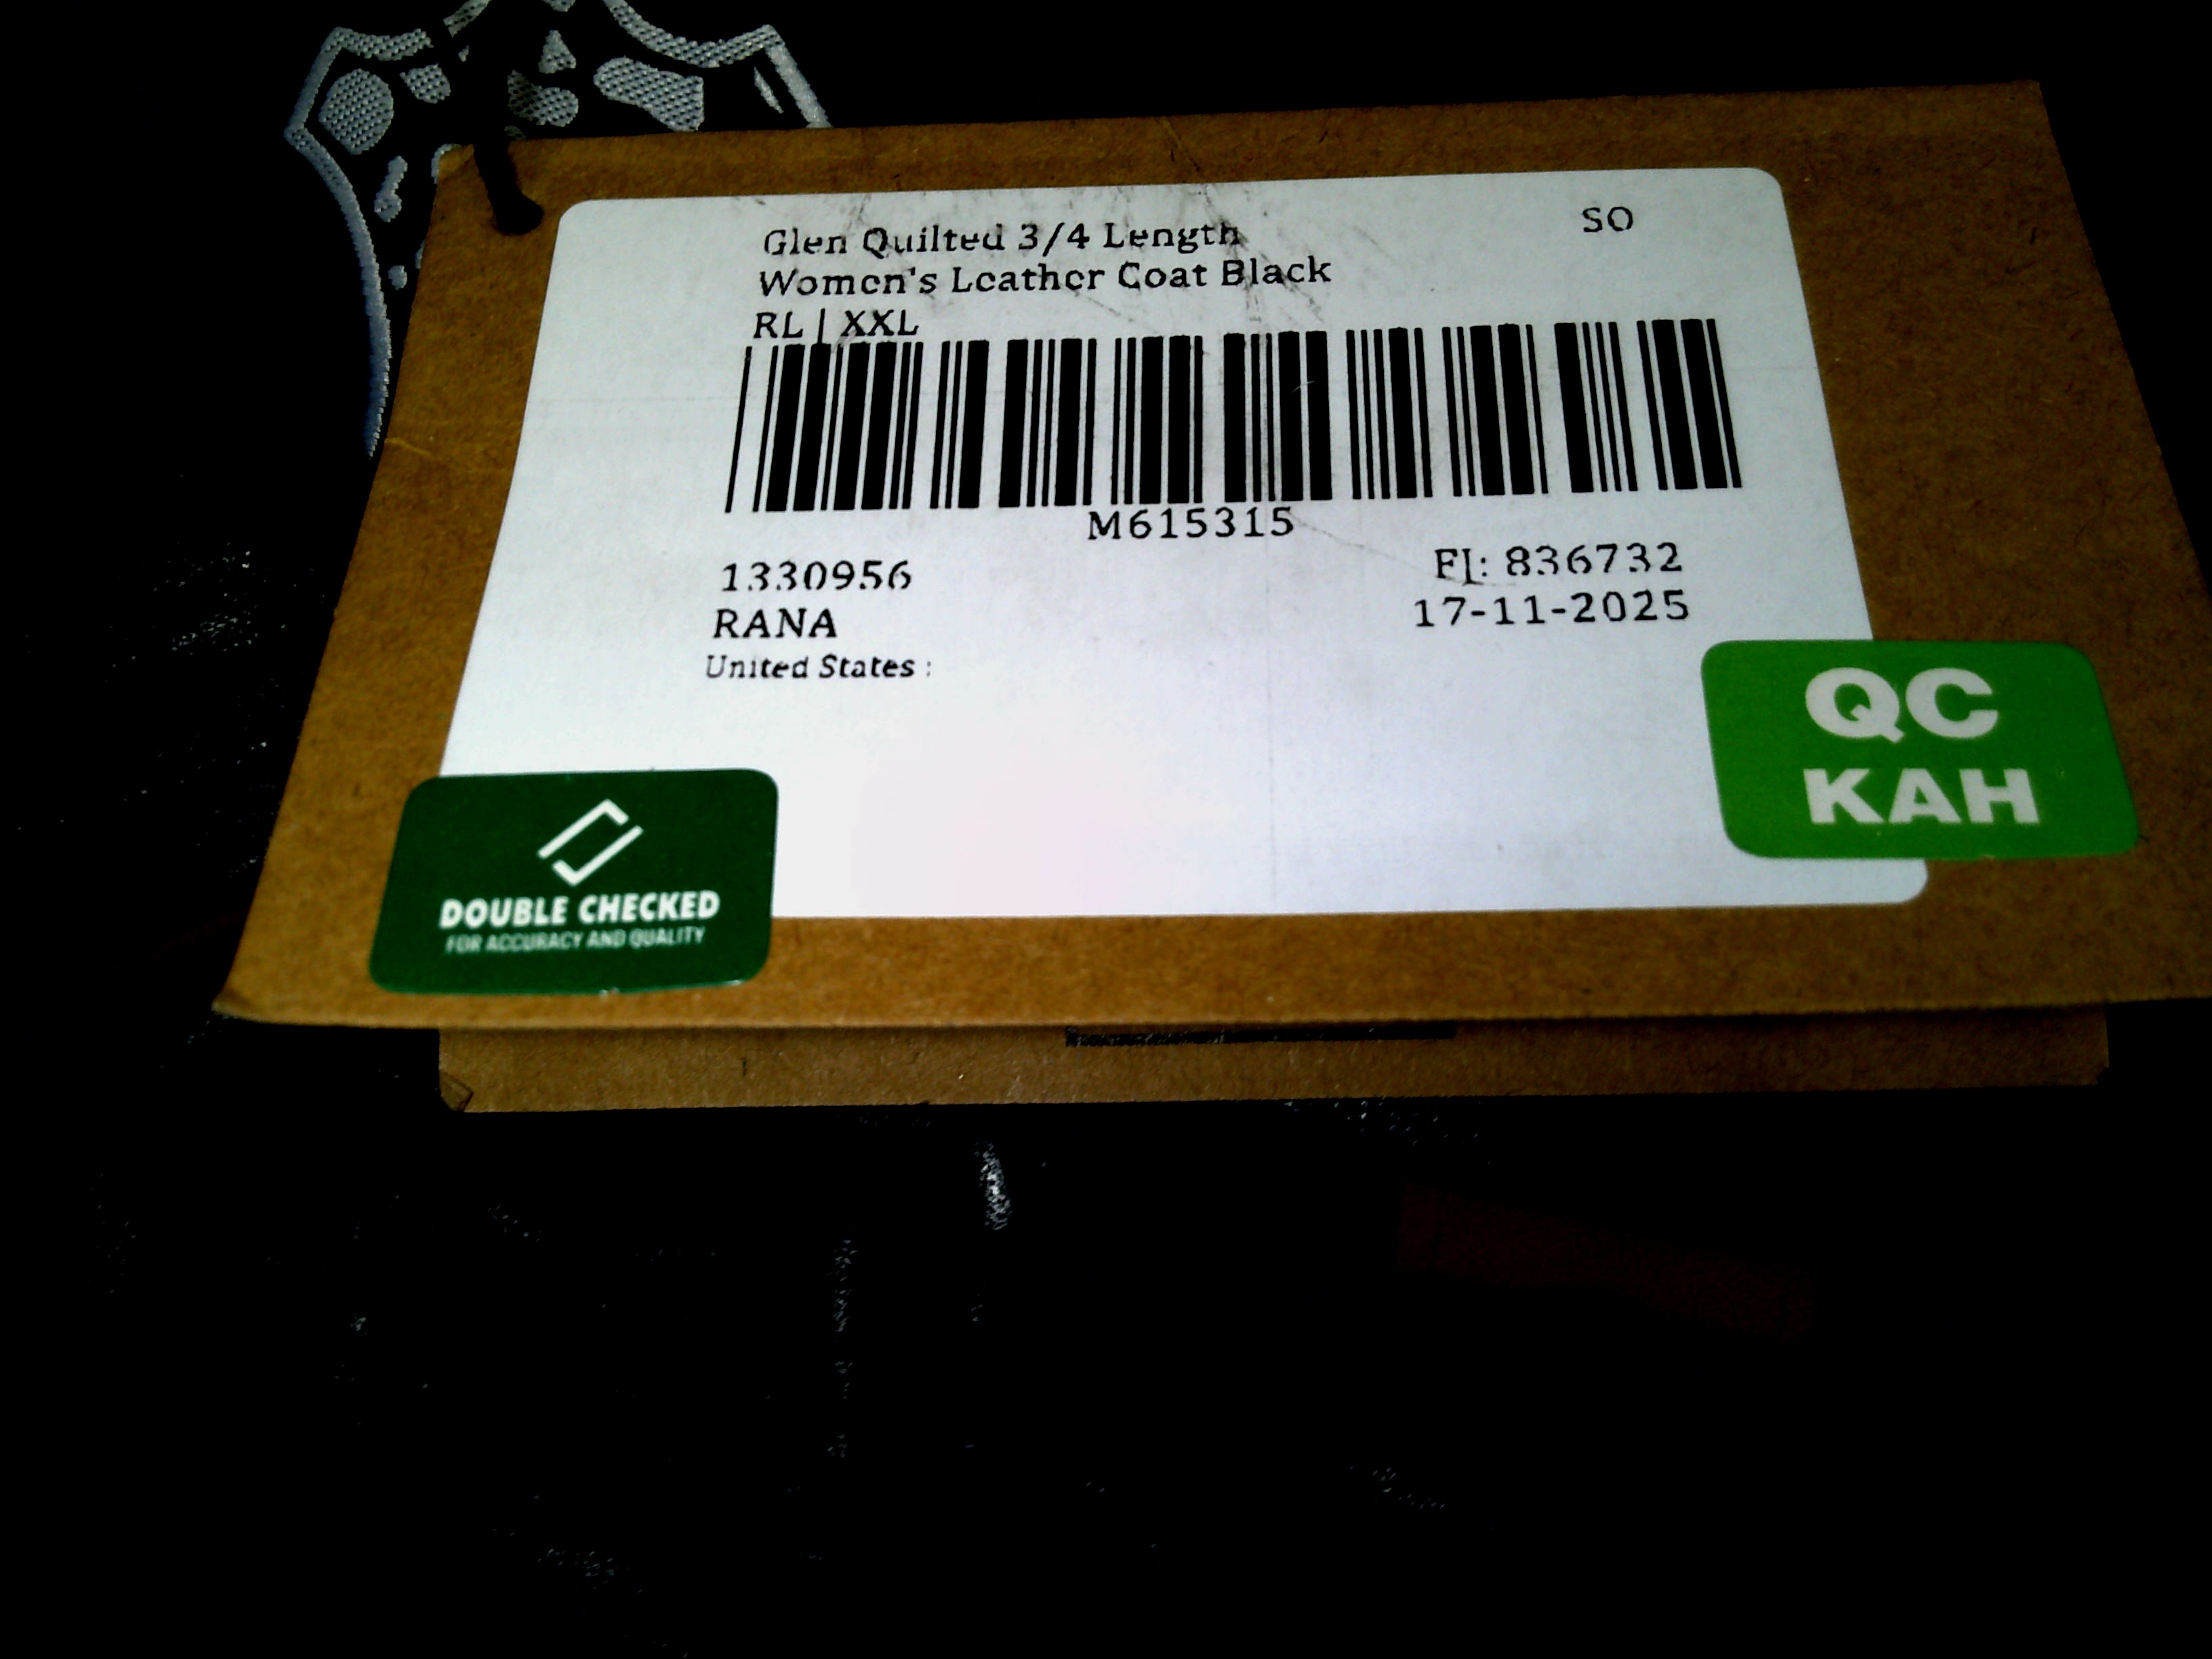 Glen Quilted 3/4 Length
SO
Women's Leather Coat Black
RL | XXL
M615315
1330956
FJ: 836732
RANA
17-11-2025
United States :
QC
KAH
DOUBLE CHECKED
FOR ACCURACY AND QUALITY